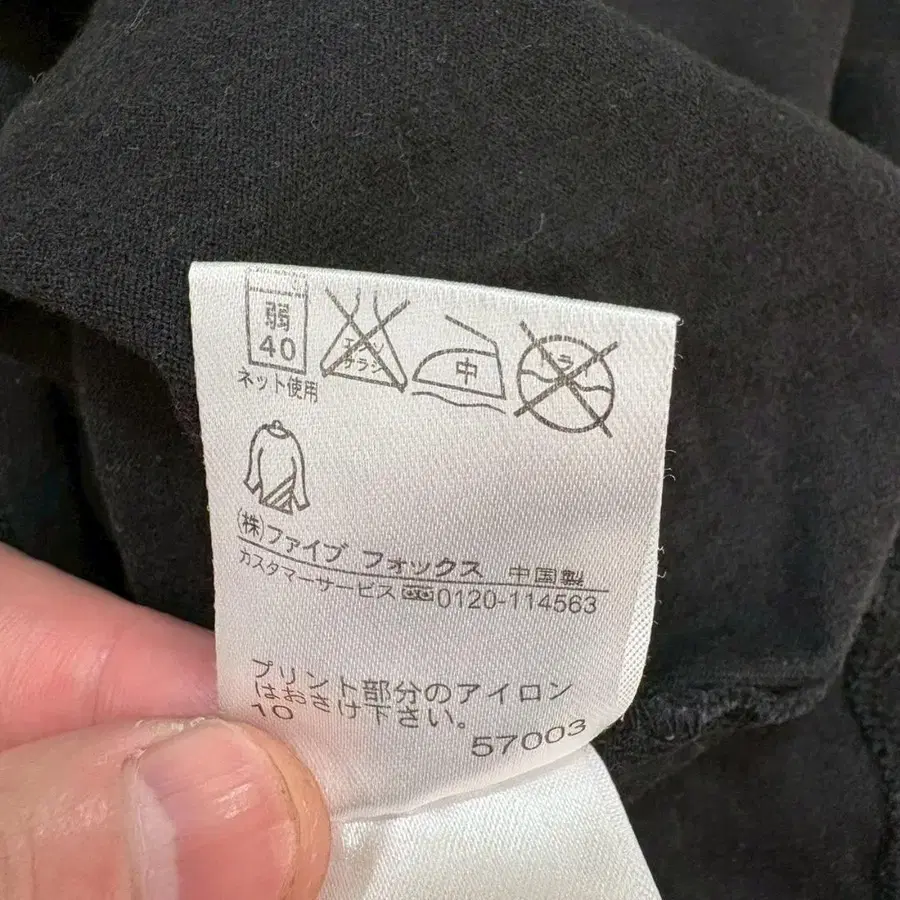 弱
40
ネット使用
エンソ
サラシ
中
ドライ
(株)ファイブ フォックス 中国製
カスタマーサービス 0120-114563
プリント部分のアイロン
はおさけ下さい。
10
57003